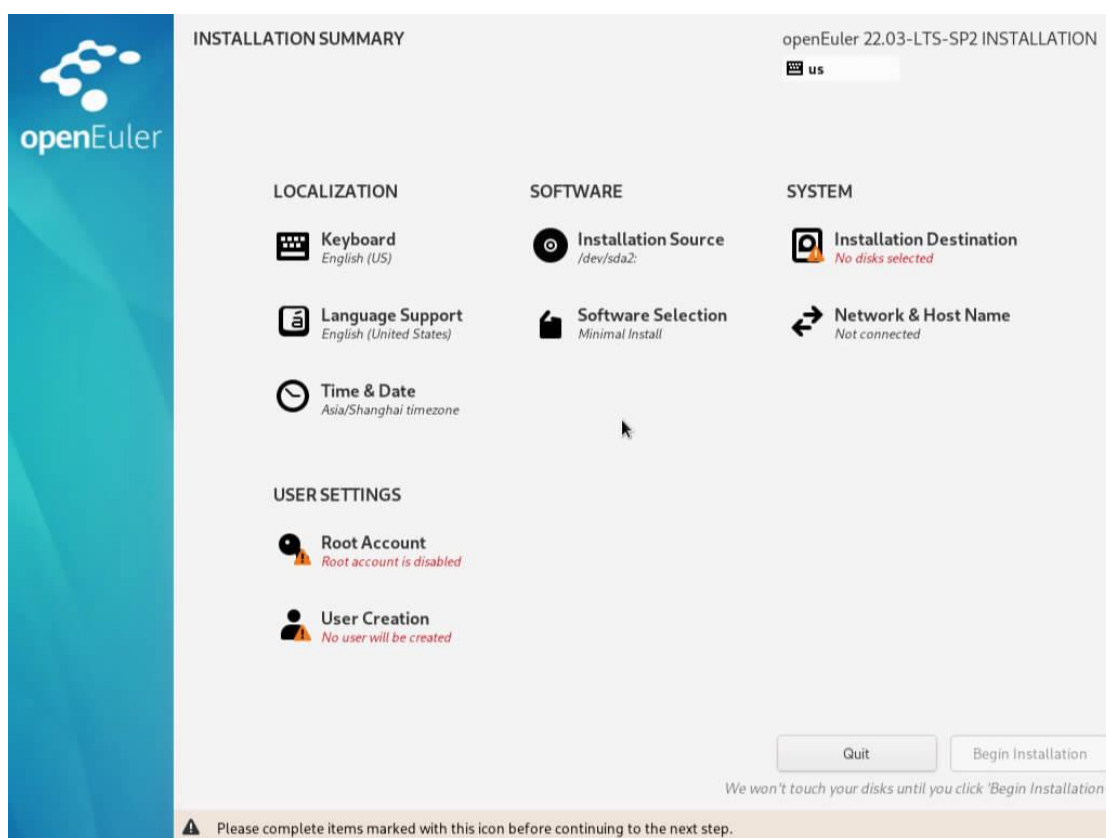 openEuler
INSTALLATION SUMMARY
openEuler 22.03-LTS-SP2 INSTALLATION
us
LOCALIZATION
Keyboard
English (US)
Language Support
English (United States)
Time & Date
Asia/Shanghai timezone
SOFTWARE
Installation Source
/dev/sda2:
Software Selection
Minimal Install
SYSTEM
Installation Destination
No disks selected
Network & Host Name
Not connected
USER SETTINGS
Root Account
Root account is disabled
User Creation
No user will be created
Quit
Begin Installation
We won't touch your disks until you click 'Begin Installation
Please complete items marked with this icon before continuing to the next step.